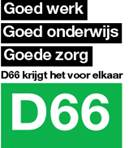 Goed werk
Goed onderwijs
Goede zorg
D66 krijgt het voor elkaar
D66